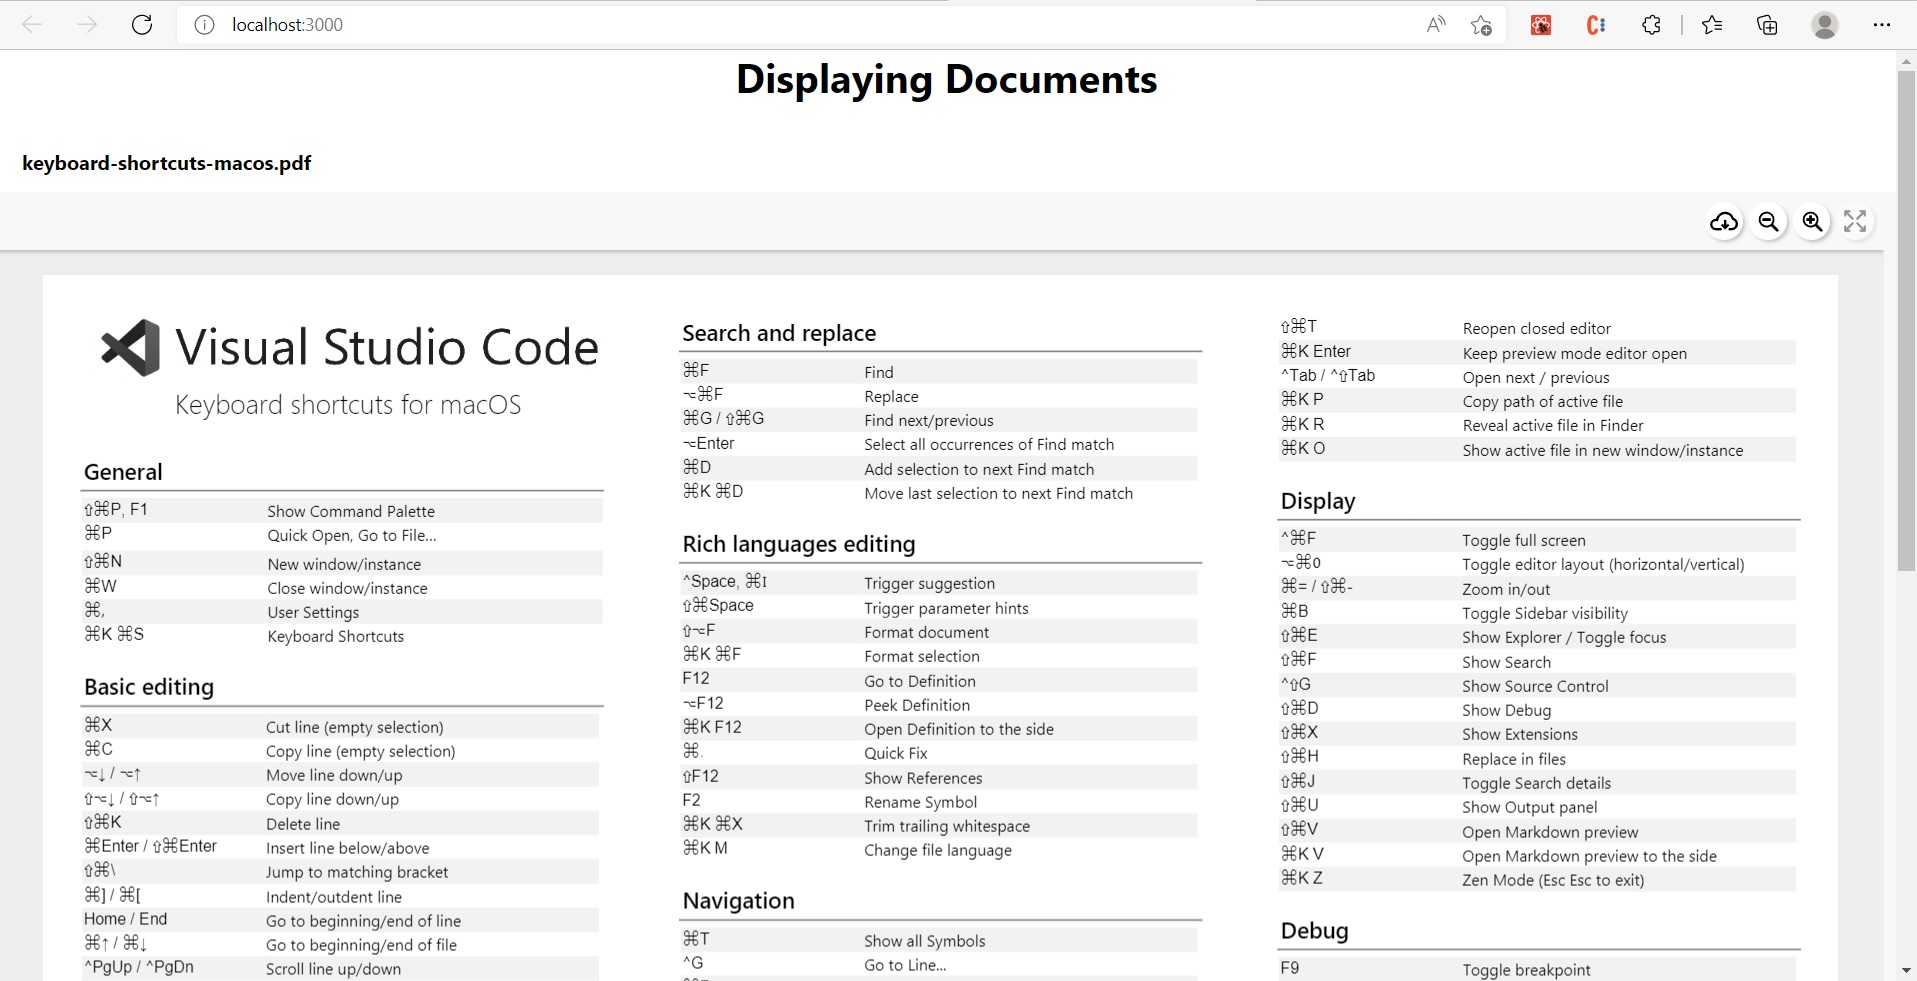 localhost:3000
Displaying Documents
keyboard-shortcuts-macos.pdf
Visual Studio Code
Keyboard shortcuts for macOS
General
⇧⌘P, F1 Show Command Palette
⌘P Quick Open, Go to File...
⇧⌘N New window/instance
⌘W Close window/instance
⌘, User Settings
⌘K ⌘S Keyboard Shortcuts
Basic editing
⌘X Cut line (empty selection)
⌘C Copy line (empty selection)
⌥↓ / ⌥↑ Move line down/up
⇧⌥↓ / ⇧⌥↑ Copy line down/up
⇧⌘K Delete line
⌘Enter / ⇧⌘Enter Insert line below/above
⇧⌘\ Jump to matching bracket
⌘] / ⌘[ Indent/outdent line
Home / End Go to beginning/end of line
⌘↑ / ⌘↓ Go to beginning/end of file
^PgUp / ^PgDn Scroll line up/down
Search and replace
⌘F Find
⌥⌘F Replace
⌘G / ⇧⌘G Find next/previous
⌥Enter Select all occurrences of Find match
⌘D Add selection to next Find match
⌘K ⌘D Move last selection to next Find match
Rich languages editing
^Space, ⌘I Trigger suggestion
⇧⌘Space Trigger parameter hints
⇧⌥F Format document
⌘K ⌘F Format selection
F12 Go to Definition
⌥F12 Peek Definition
⌘K F12 Open Definition to the side
⌘. Quick Fix
⇧F12 Show References
F2 Rename Symbol
⌘K ⌘X Trim trailing whitespace
⌘K M Change file language
Navigation
⌘T Show all Symbols
^G Go to Line...
⇧⌘T Reopen closed editor
⌘K Enter Keep preview mode editor open
^Tab / ^⇧Tab Open next / previous
⌘K P Copy path of active file
⌘K R Reveal active file in Finder
⌘K O Show active file in new window/instance
Display
^⌘F Toggle full screen
⌥⌘0 Toggle editor layout (horizontal/vertical)
⌘= / ⇧⌘- Zoom in/out
⌘B Toggle Sidebar visibility
⇧⌘E Show Explorer / Toggle focus
⇧⌘F Show Search
^⇧G Show Source Control
⇧⌘D Show Debug
⇧⌘X Show Extensions
⇧⌘H Replace in files
⇧⌘J Toggle Search details
⇧⌘U Show Output panel
⇧⌘V Open Markdown preview
⌘K V Open Markdown preview to the side
⌘K Z Zen Mode (Esc Esc to exit)
Debug
F9 Toggle breakpoint